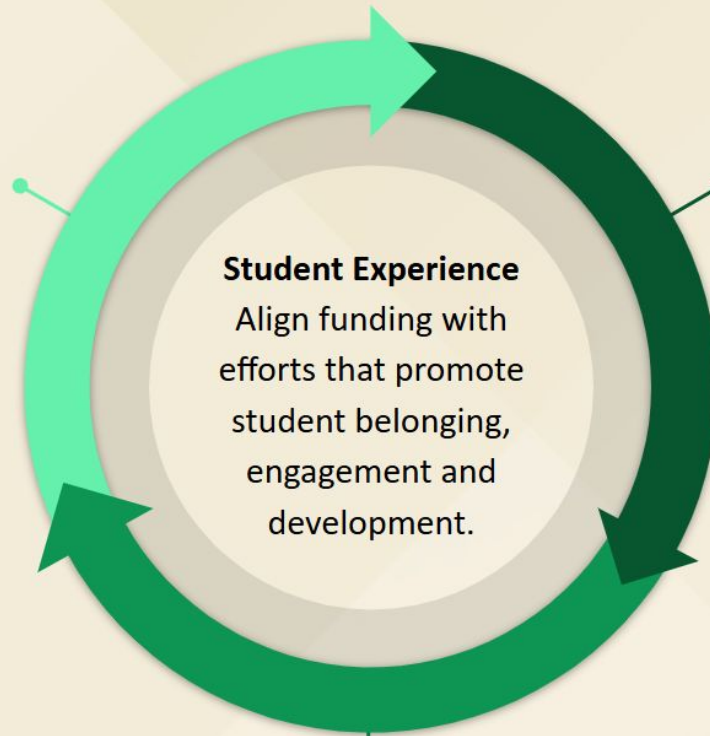 Student Experience
Align funding with
efforts that promote
student belonging,
engagement and
development.